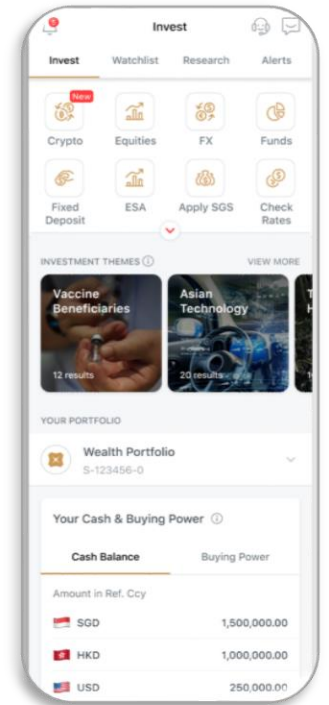 Invest
Invest Watchlist Research Alerts
New
Crypto Equities FX Funds
Fixed Deposit ESA Apply SGS Check Rates
INVESTMENT THEMES VIEW MORE
Vaccine
Beneficiaries
12 results
Asian
Technology
20 results
YOUR PORTFOLIO
Wealth Portfolio
S-123456-0
Your Cash & Buying Power
Cash Balance Buying Power
Amount in Ref. Ccy
SGD 1,500,000.00
HKD 1,000,000.00
USD 250,000.00